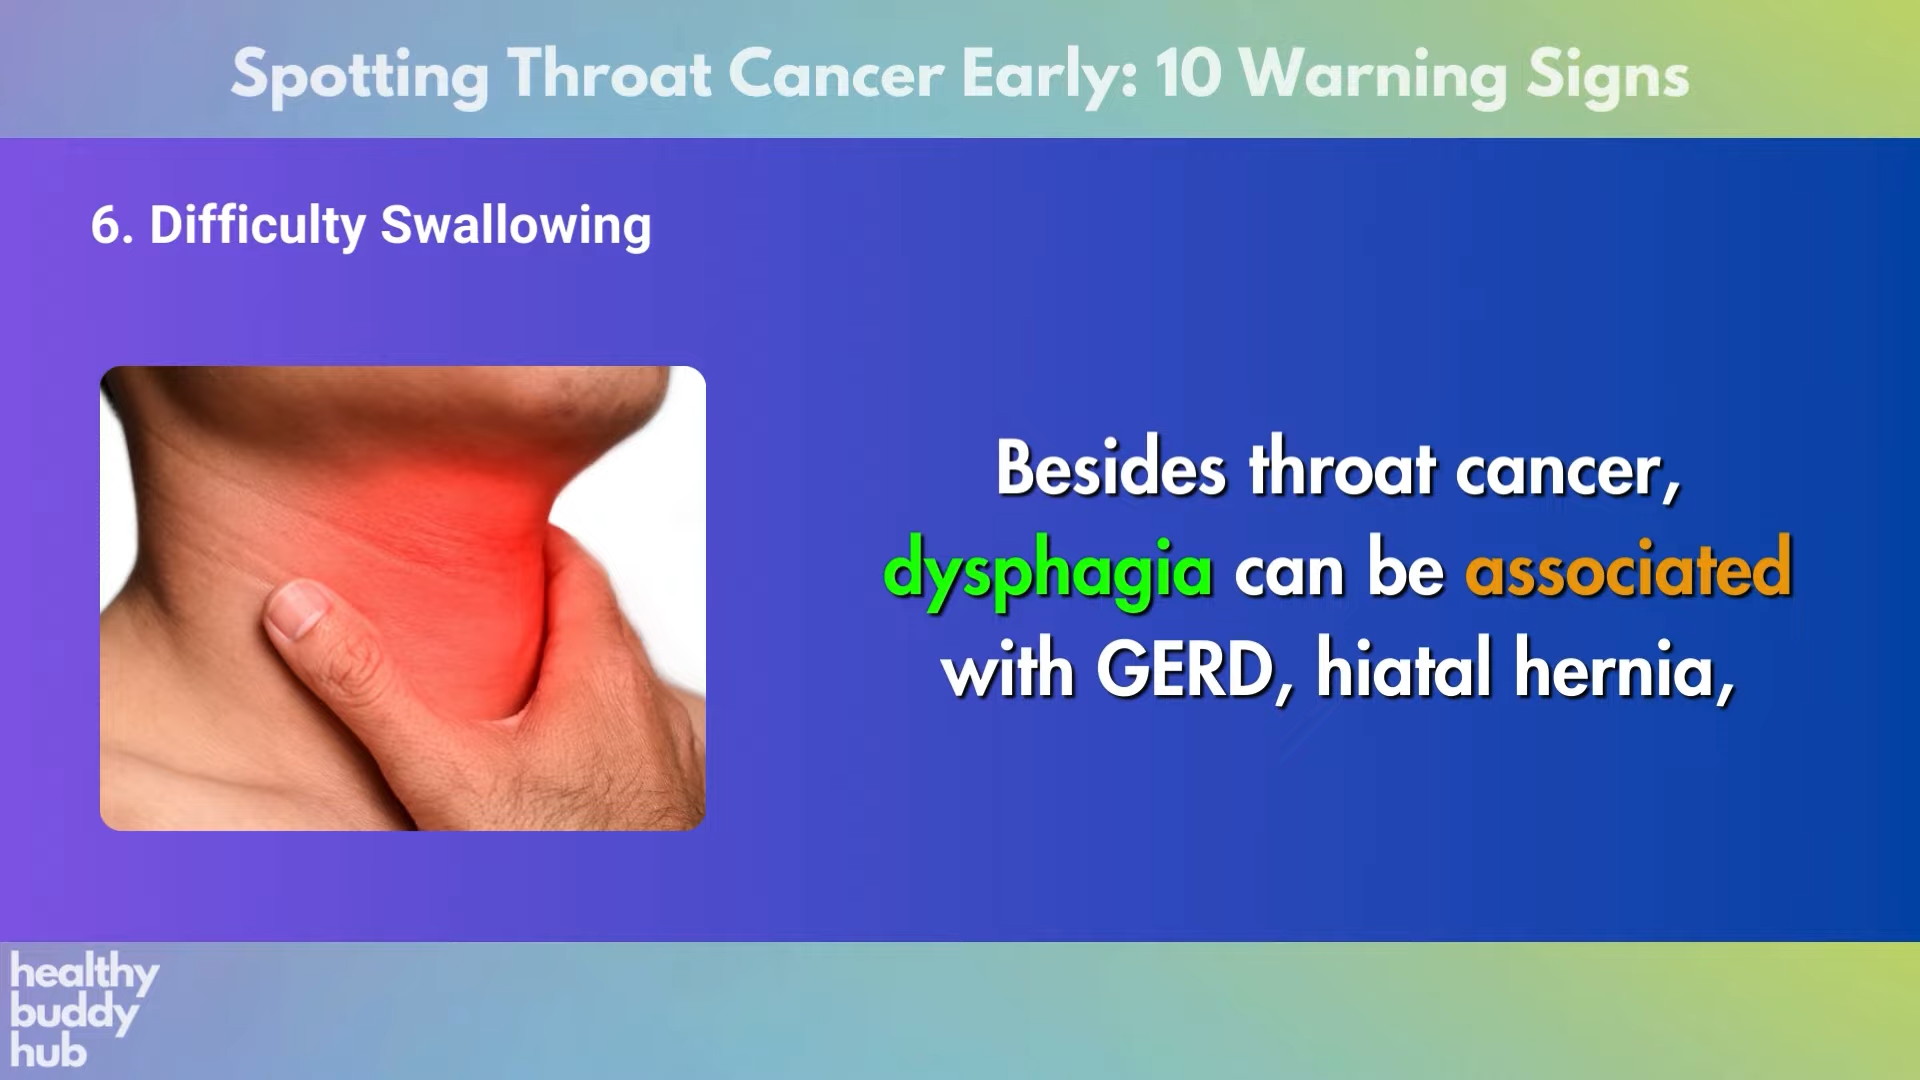 Spotting Throat Cancer Early: 10 Warning Signs
6. Difficulty Swallowing
Besides throat cancer,
dysphagia can be associated
with GERD, hiatal hernia,
healthy
buddy
hub